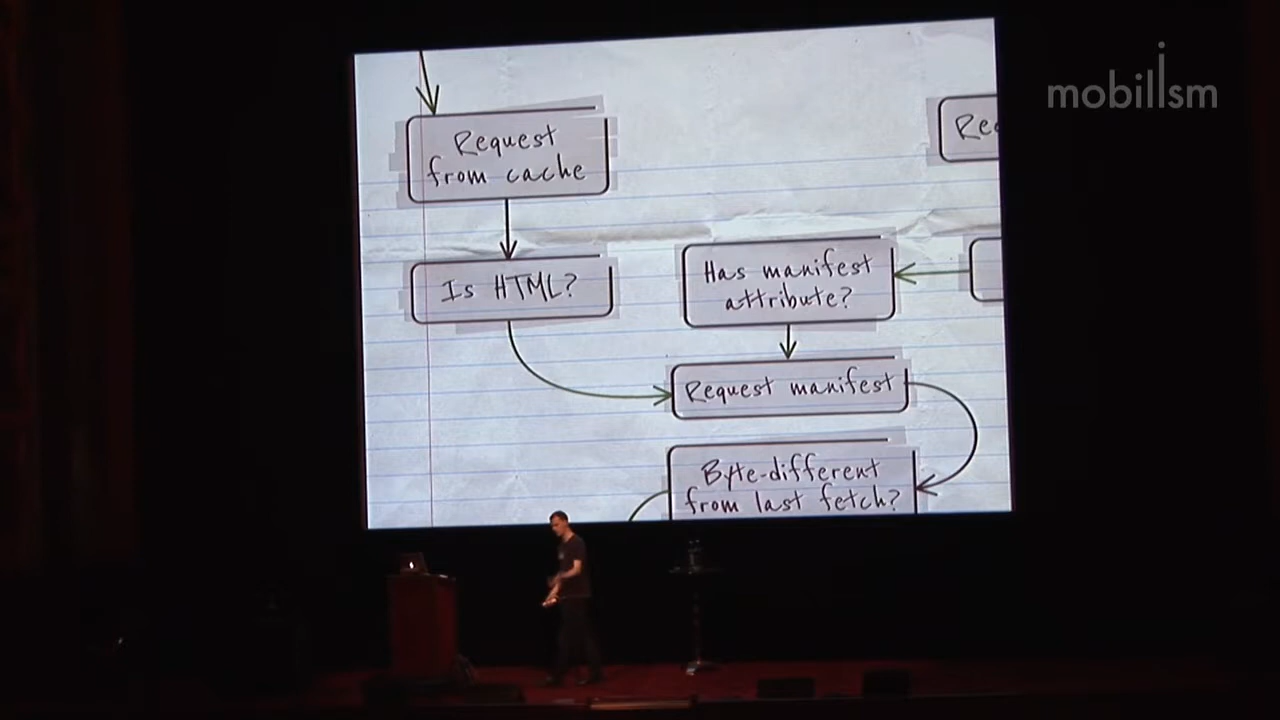 mobilism
Request
from cache
Is HTML?
Has manifest
attribute?
Request manifest
Byte-different
from last fetch?